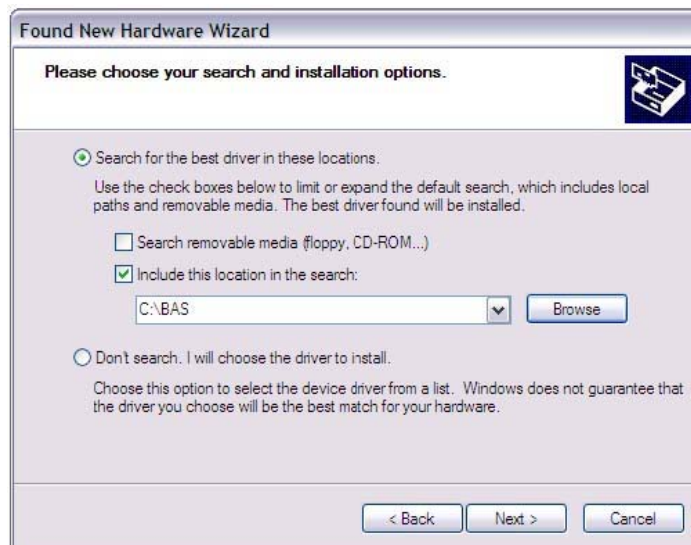 Found New Hardware Wizard
Please choose your search and installation options.
Search for the best driver in these locations.
Use the check boxes below to limit or expand the default search, which includes local
paths and removable media. The best driver found will be installed.
Search removable media (floppy, CD-ROM...)
Include this location in the search:
C:\BAS
Browse
Don't search. I will choose the driver to install.
Choose this option to select the device driver from a list. Windows does not guarantee that
the driver you choose will be the best match for your hardware.
< Back Next > Cancel